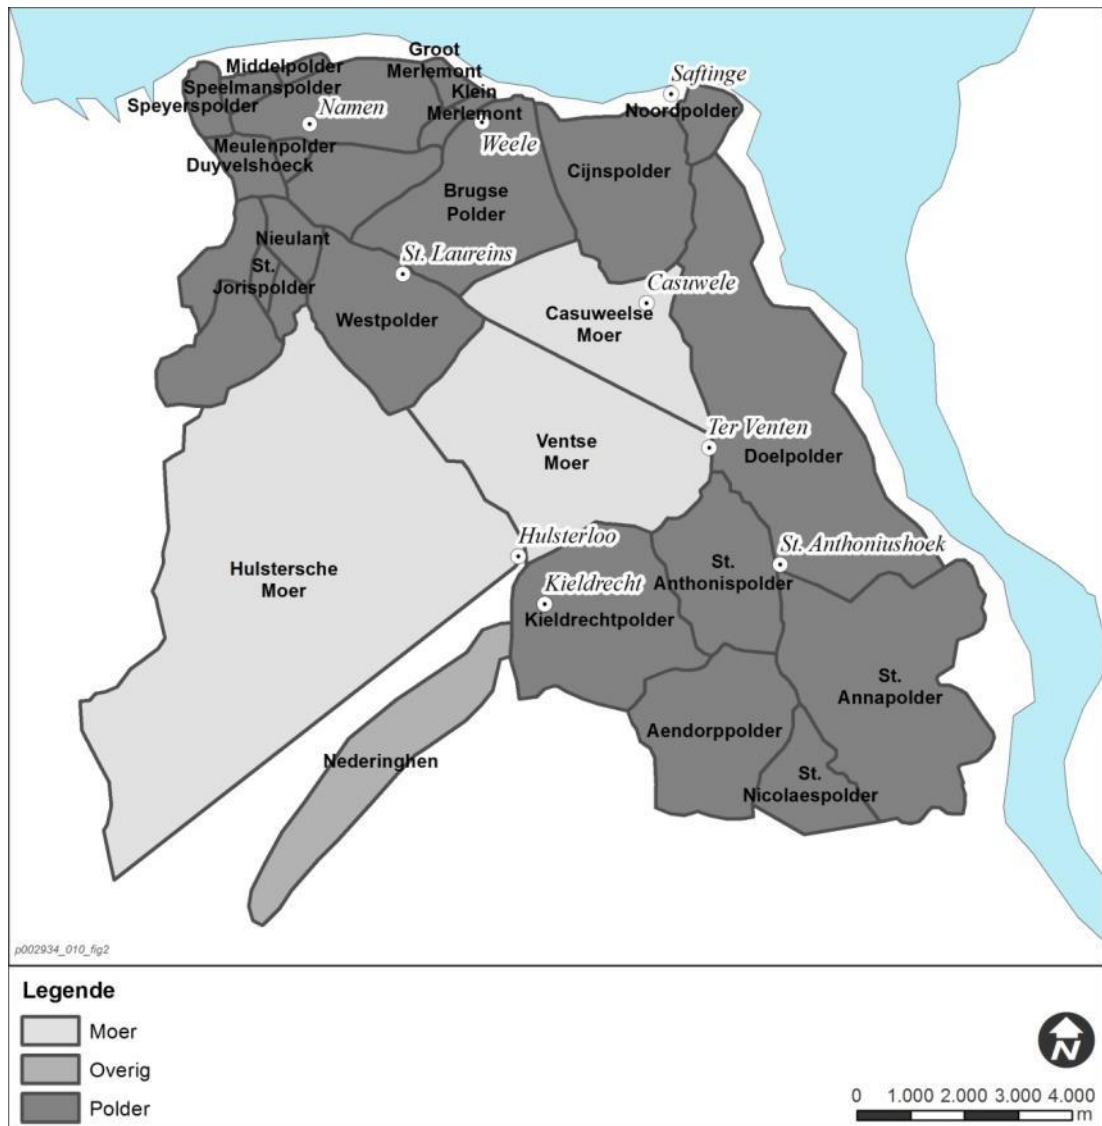 Groot
Middelpolder
Merlemont
Speelmanspolder
Saftinge
Klein
Speyerspolder
Namen
Merlemont
Noordpolder
Weele
Meulenpolder
Duyvelshoeck
Cijnspolder
Brugse
Polder
Nieulant
St. Laureins
St.
Jorispolder
Casuwele
Westpolder
Casuweelse
Moer
Ter Venten
Ventse
Moer
Doelpolder
Hulsterloo
St. Anthoniushoek
Hulstersche
Moer
St.
Anthonispolder
Kieldrecht
Kieldrechtpolder
St.
Annapolder
Aendorppolder
Nederinghen
St.
Nicolaespolder
p002934_010_fig2
Legende
Moer
Overig
Polder
N
0 1.000 2.000 3.000 4.000
m